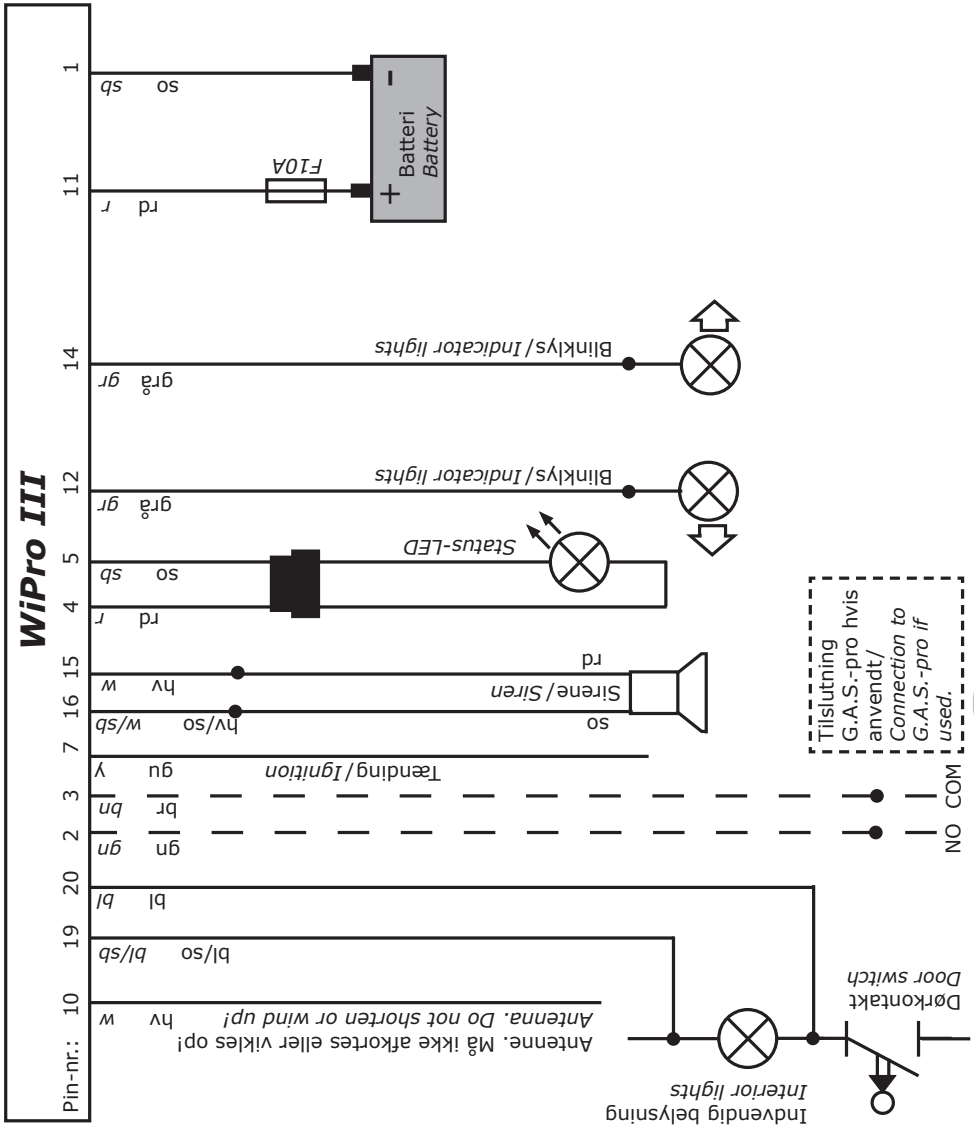 WiPro III
Pin-nr.: 10 19 20 2 3 7 16 15 4 5 12 14 11 1
w hv
Antenne. Må ikke afkortes eller vikles op!
Antenna. Do not shorten or wind up!
bl/sb bl/so
bl bl
gn gn
bn br
y gu
Tænding/Ignition
w/sb hv/so
so
Sirene/Siren
w hv
rd
r rd
sb so
Status-LED
gr grå
Blinklys/Indicator lights
gr grå
Blinklys/Indicator lights
r rd
F10A
sb so
+
-
Batteri
Battery
Indvendig belysning
Interior lights
Dørkontakt
Door switch
NO COM
Tilslutning
G.A.S.-pro hvis
anvendt/
Connection to
G.A.S.-pro if
used.